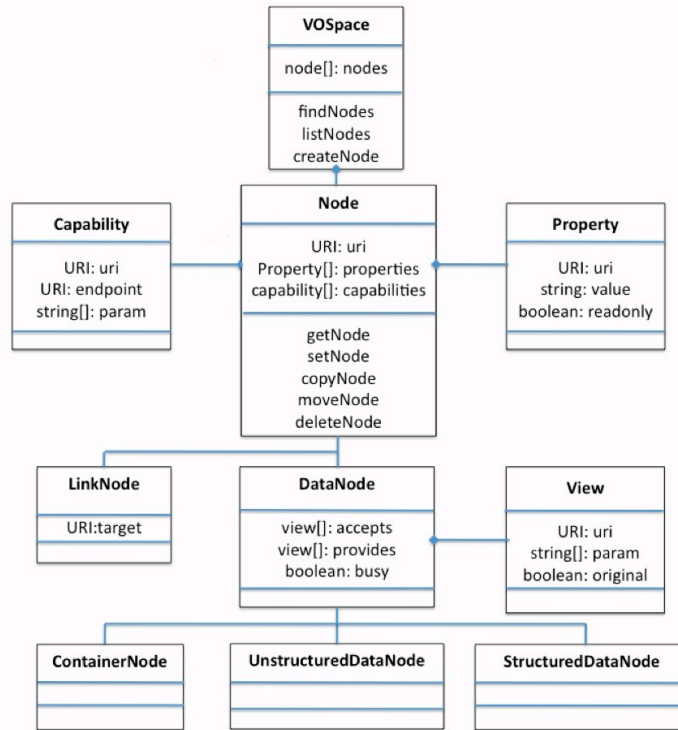 VOSpace
node[]: nodes
findNodes
listNodes
createNode
Node
URI: uri
Property[]: properties
capability[]: capabilities
getNode
setNode
copyNode
moveNode
deleteNode
Capability
URI: uri
URI: endpoint
string[]: param
Property
URI: uri
string: value
boolean: readonly
LinkNode
URI:target
DataNode
view[]: accepts
view[]: provides
boolean: busy
View
URI: uri
string[]: param
boolean: original
ContainerNode
UnstructuredDataNode
StructuredDataNode